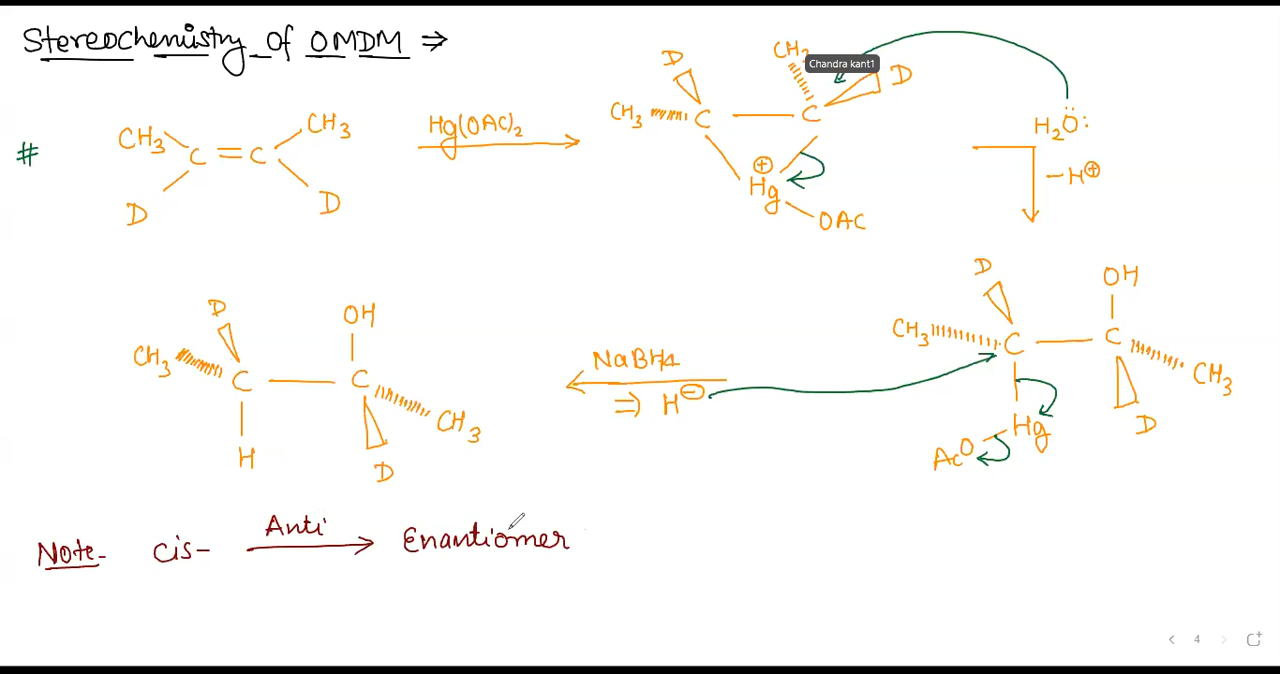 Stereochemistry of OMDM ⇒
# CH3 CH3 C = C D D
Hg(OAC)2
D CH3 D
Chandra kant1
CH3 C — C
⊕
Hg
OAC
H2Ö:
−H⊕
D OH
CH3 C — C CH3
Hg D
AcO
NaBH4
⇒ H⊖
D OH
CH3 C — C CH3
H D
Note- cis- Anti → Enantiomer
4